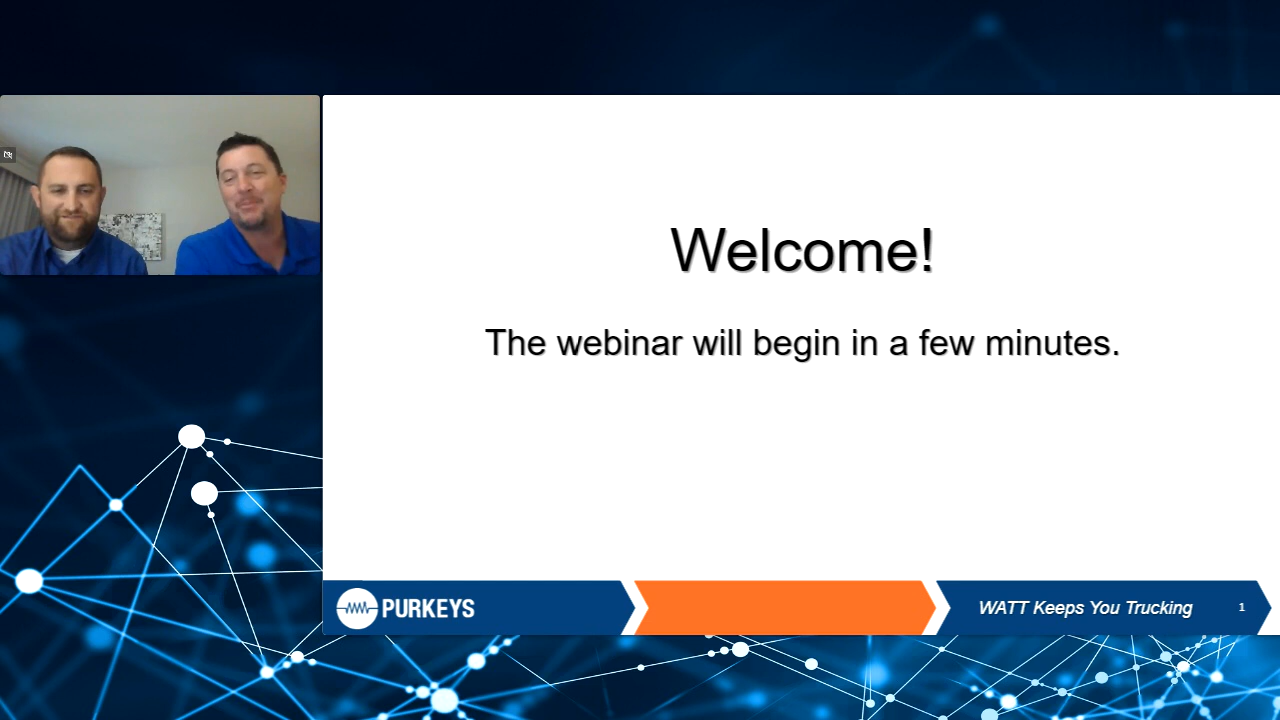 Welcome!
The webinar will begin in a few minutes.
PURKEYS
WATT Keeps You Trucking
1